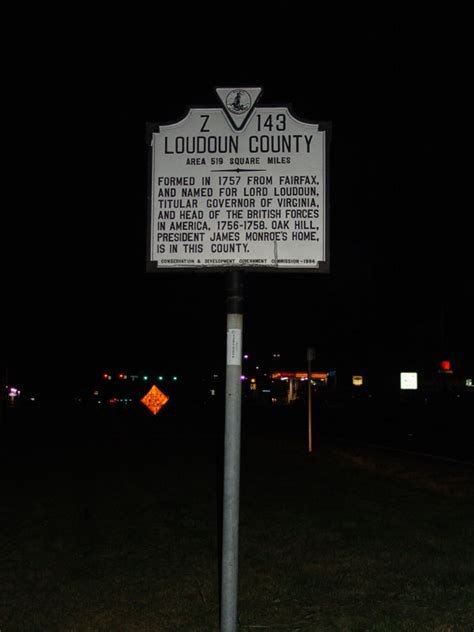 Z 143
LOUDOUN COUNTY
AREA 519 SQUARE MILES
FORMED IN 1757 FROM FAIRFAX,
AND NAMED FOR LORD LOUDOUN,
TITULAR GOVERNOR OF VIRGINIA,
AND HEAD OF THE BRITISH FORCES
IN AMERICA, 1756-1758. OAK HILL,
PRESIDENT JAMES MONROE'S HOME,
IS IN THIS COUNTY.
CONSERVATION & DEVELOPMENT GOVERNMENT COMMISSION-1984